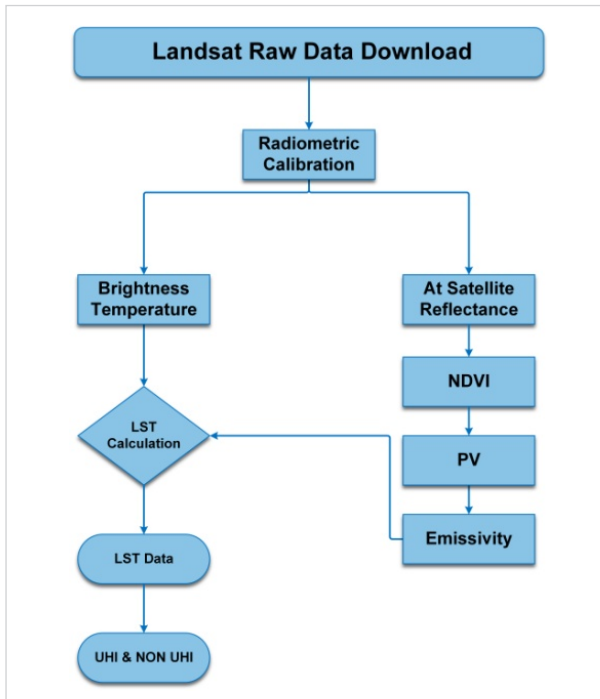 Landsat Raw Data Download
Radiometric
Calibration
Brightness
Temperature
At Satellite
Reflectance
NDVI
LST
Calculation
PV
Emissivity
LST Data
UHI & NON UHI